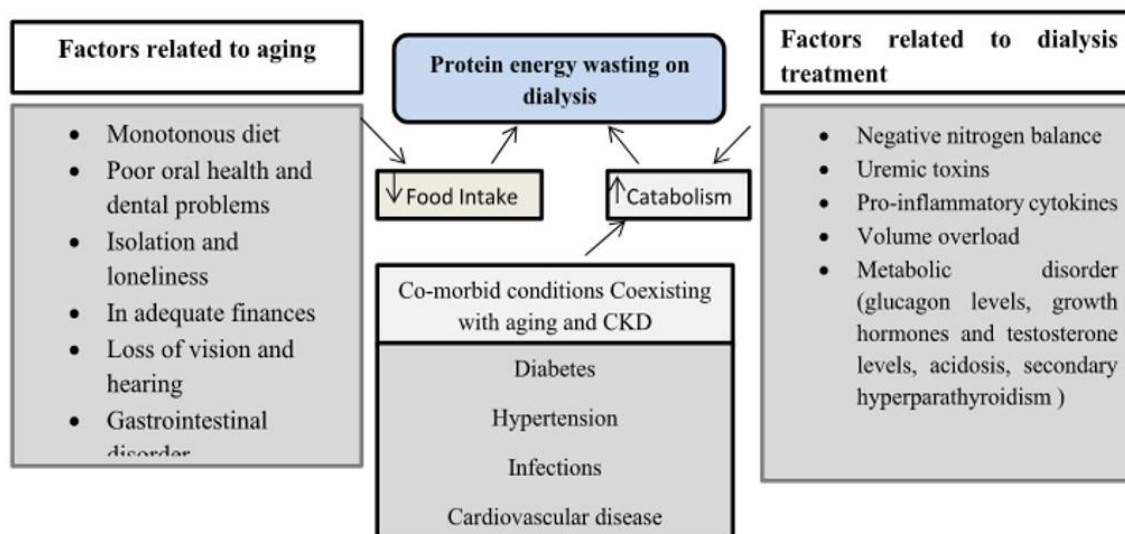 Factors related to aging
• Monotonous diet
• Poor oral health and
dental problems
• Isolation and
loneliness
• In adequate finances
• Loss of vision and
hearing
• Gastrointestinal
disorder
Protein energy wasting on
dialysis
↓ Food Intake
↑ Catabolism
Co-morbid conditions Coexisting
with aging and CKD
Diabetes
Hypertension
Infections
Cardiovascular disease
Factors related to dialysis
treatment
• Negative nitrogen balance
• Uremic toxins
• Pro-inflammatory cytokines
• Volume overload
• Metabolic disorder
(glucagon levels, growth
hormones and testosterone
levels, acidosis, secondary
hyperparathyroidism )